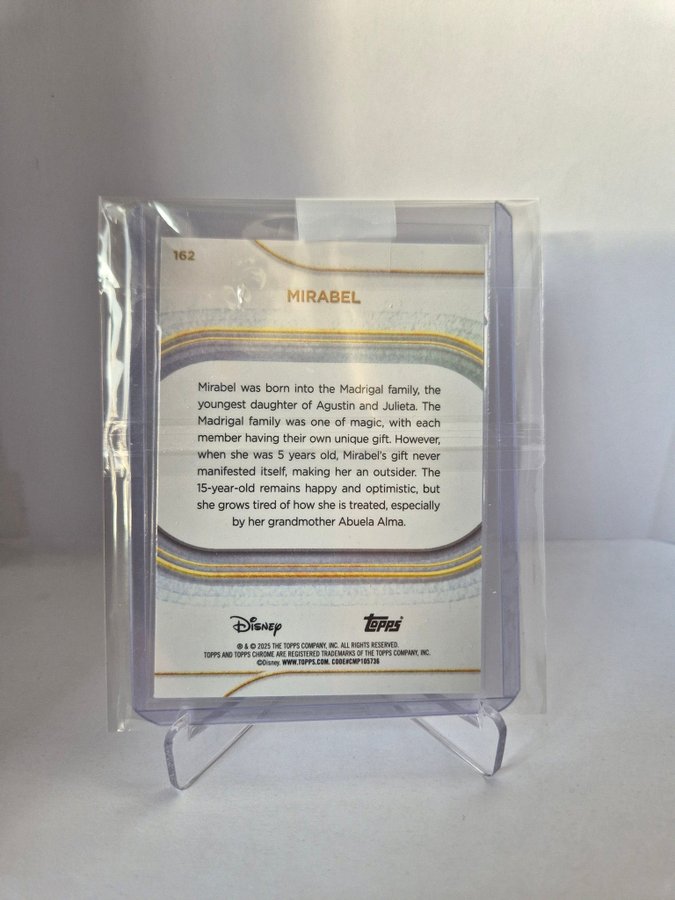 162
MIRABEL
Mirabel was born into the Madrigal family, the
youngest daughter of Agustin and Julieta. The
Madrigal family was one of magic, with each
member having their own unique gift. However,
when she was 5 years old, Mirabel's gift never
manifested itself, making her an outsider. The
15-year-old remains happy and optimistic, but
she grows tired of how she is treated, especially
by her grandmother Abuela Alma.
Disney topps
® & © 2025 THE TOPPS COMPANY, INC. ALL RIGHTS RESERVED.
TOPPS AND TOPPS CHROME ARE REGISTERED TRADEMARKS OF THE TOPPS COMPANY, INC.
©Disney. WWW.TOPPS.COM. CODE#CMP105736